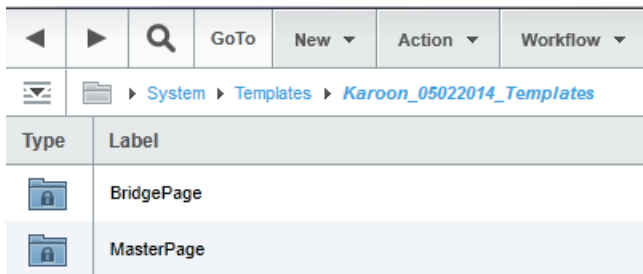 GoTo New Action Workflow
System Templates Karoon_05022014_Templates
Type Label
BridgePage
MasterPage